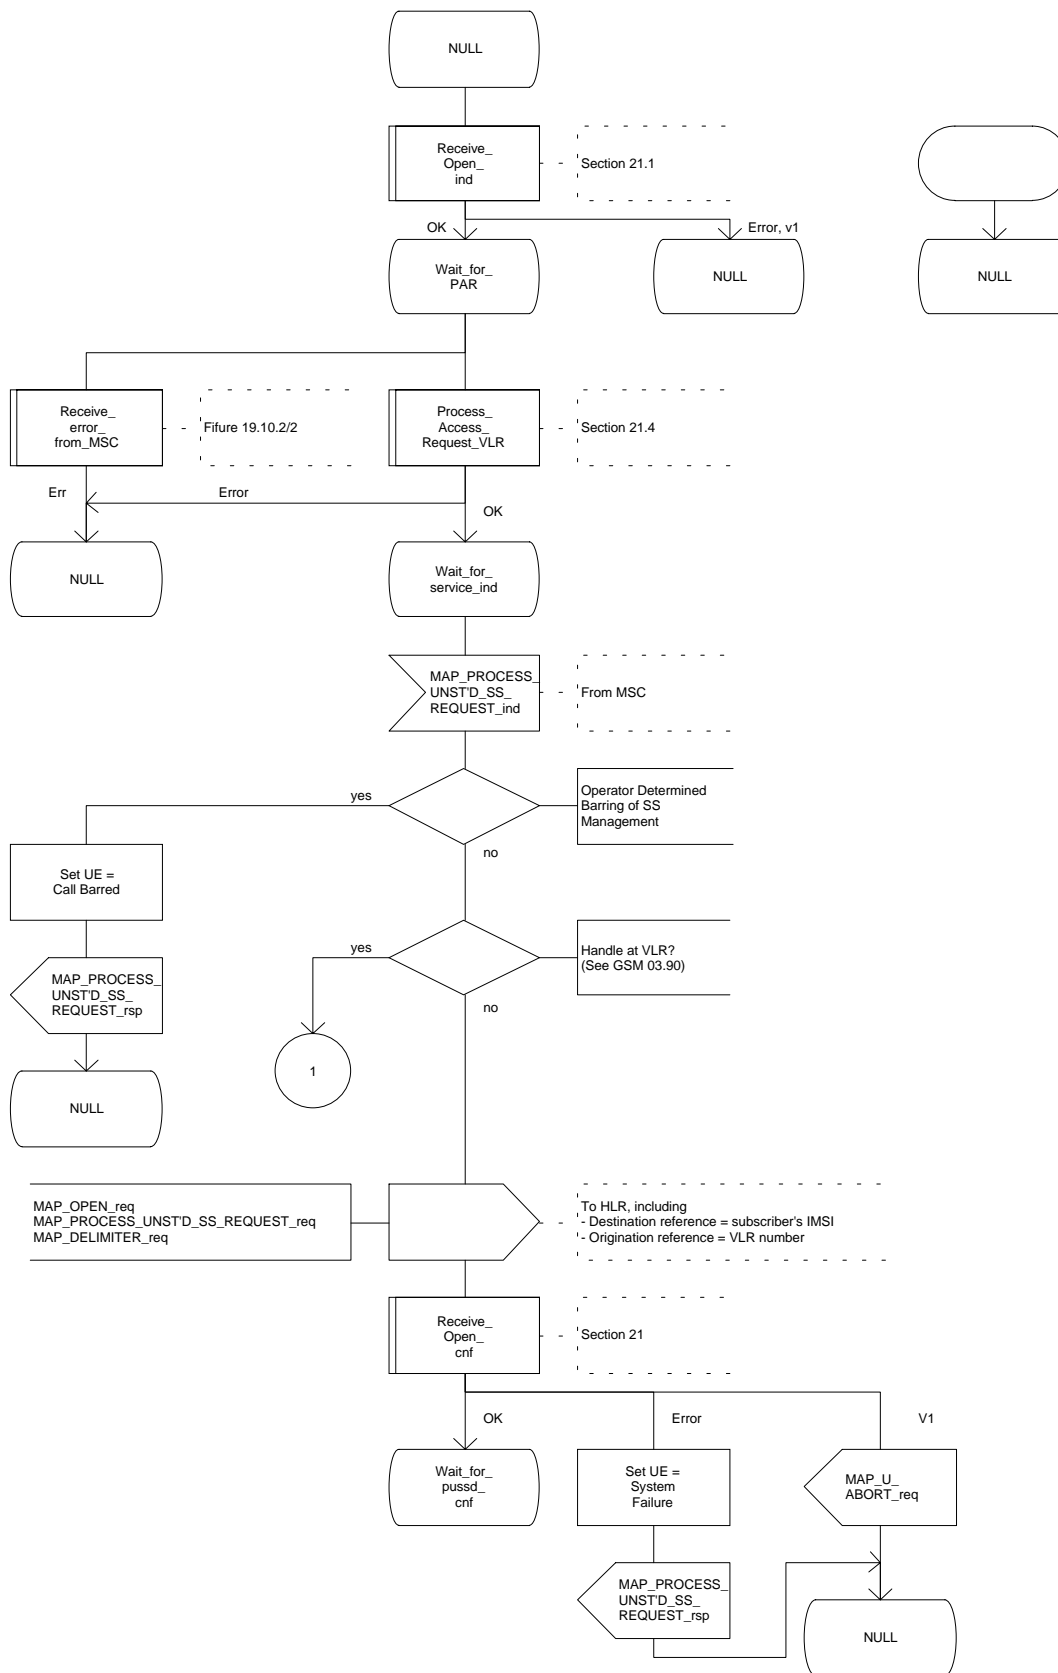 NULL
Receive_
Open_
ind
Section 21.1
OK
Error, v1
Wait_for_
PAR
NULL
NULL
Receive_
error_
from_MSC
Fifure 19.10.2/2
Process_
Access_
Request_VLR
Section 21.4
Err
Error
OK
NULL
Wait_for_
service_ind
MAP_PROCESS_
UNST'D_SS_
REQUEST_ind
From MSC
yes
Operator Determined
Barring of SS
Management
no
Set UE =
Call Barred
yes
Handle at VLR?
(See GSM 03.90)
MAP_PROCESS_
UNST'D_SS_
REQUEST_rsp
no
1
NULL
MAP_OPEN_req
MAP_PROCESS_UNST'D_SS_REQUEST_req
MAP_DELIMITER_req
To HLR, including
- Destination reference = subscriber's IMSI
- Origination reference = VLR number
Receive_
Open_
cnf
Section 21
OK
Error
V1
Wait_for_
pussd_
cnf
Set UE =
System
Failure
MAP_U_
ABORT_req
MAP_PROCESS_
UNST'D_SS_
REQUEST_rsp
NULL